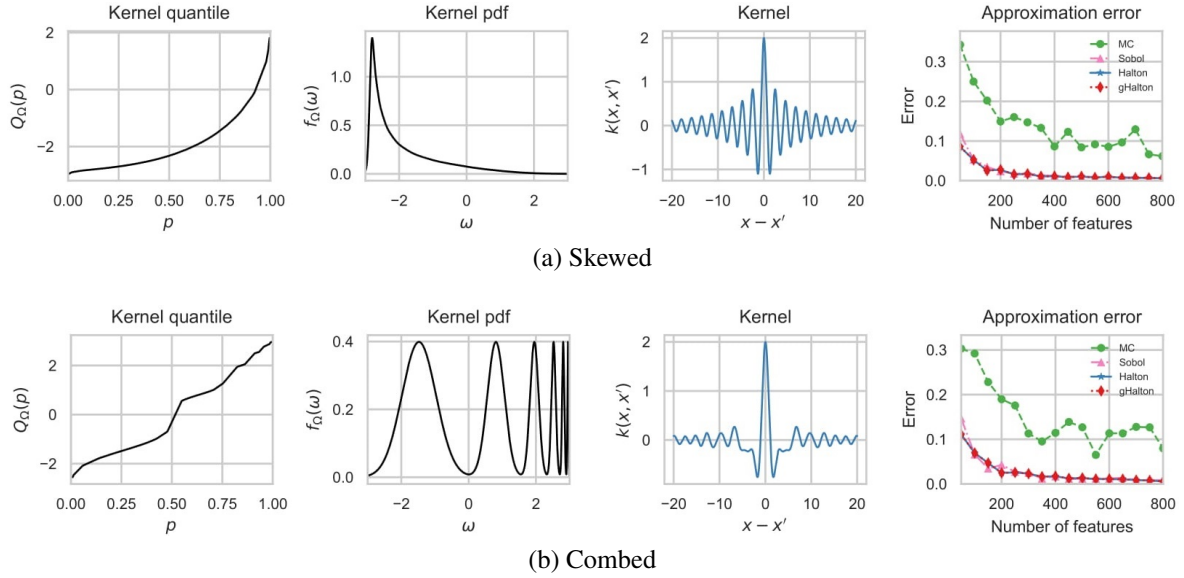 Kernel quantile
Kernel pdf
Kernel
Approximation error
2
0
−2
Q_Ω(p)
0.00 0.25 0.50 0.75 1.00
p
1.0
0.5
0.0
f_Ω(ω)
−2 0 2
ω
2
1
0
−1
k(x, x′)
−20 −10 0 10 20
x − x′
0.3
0.2
0.1
0.0
Error
MC
Sobol
Halton
gHalton
200 400 600 800
Number of features
(a) Skewed
Kernel quantile
Kernel pdf
Kernel
Approximation error
2
0
−2
Q_Ω(p)
0.00 0.25 0.50 0.75 1.00
p
0.4
0.2
0.0
f_Ω(ω)
−2 0 2
ω
2
1
0
k(x, x′)
−20 −10 0 10 20
x − x′
0.3
0.2
0.1
0.0
Error
MC
Sobol
Halton
gHalton
200 400 600 800
Number of features
(b) Combed